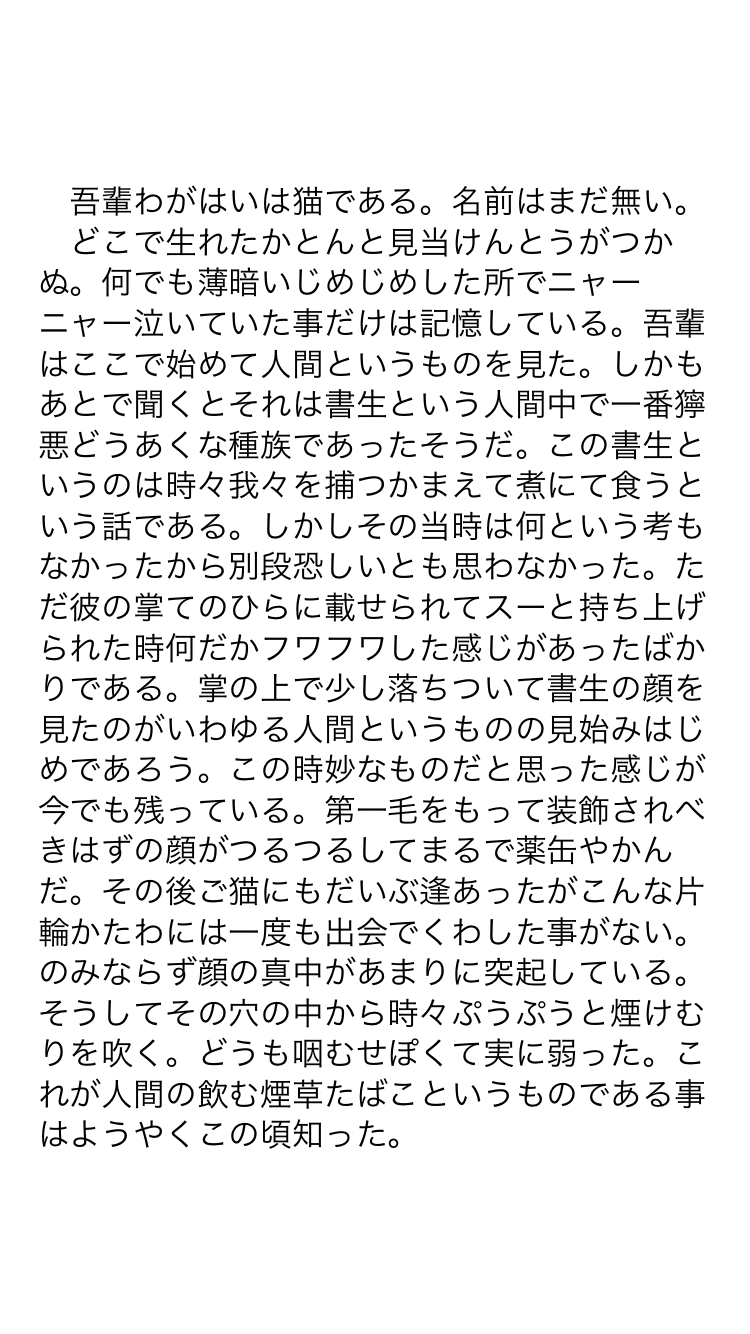 吾輩わがはいは猫である。名前はまだ無い。
　どこで生れたかとんと見当けんとうがつか
ぬ。何でも薄暗いじめじめした所でニャー
ニャー泣いていた事だけは記憶している。吾輩
はここで始めて人間というものを見た。しかも
あとで聞くとそれは書生という人間中で一番獰
悪どうあくな種族であったそうだ。この書生と
いうのは時々我々を捕つかまえて煮にて食うと
いう話である。しかしその当時は何という考も
なかったから別段恐しいとも思わなかった。た
だ彼の掌てのひらに載せられてスーと持ち上げ
られた時何だかフワフワした感じがあったばか
りである。掌の上で少し落ちついて書生の顔を
見たのがいわゆる人間というものの見始みはじ
めであろう。この時妙なものだと思った感じが
今でも残っている。第一毛をもって装飾されべ
きはずの顔がつるつるしてまるで薬缶やかん
だ。その後ご猫にもだいぶ逢あったがこんな片
輪かたわには一度も出会でくわした事がない。
のみならず顔の真中があまりに突起している。
そうしてその穴の中から時々ぷうぷうと煙けむ
りを吹く。どうも咽むせぽくて実に弱った。こ
れが人間の飲む煙草たばこというものである事
はようやくこの頃知った。